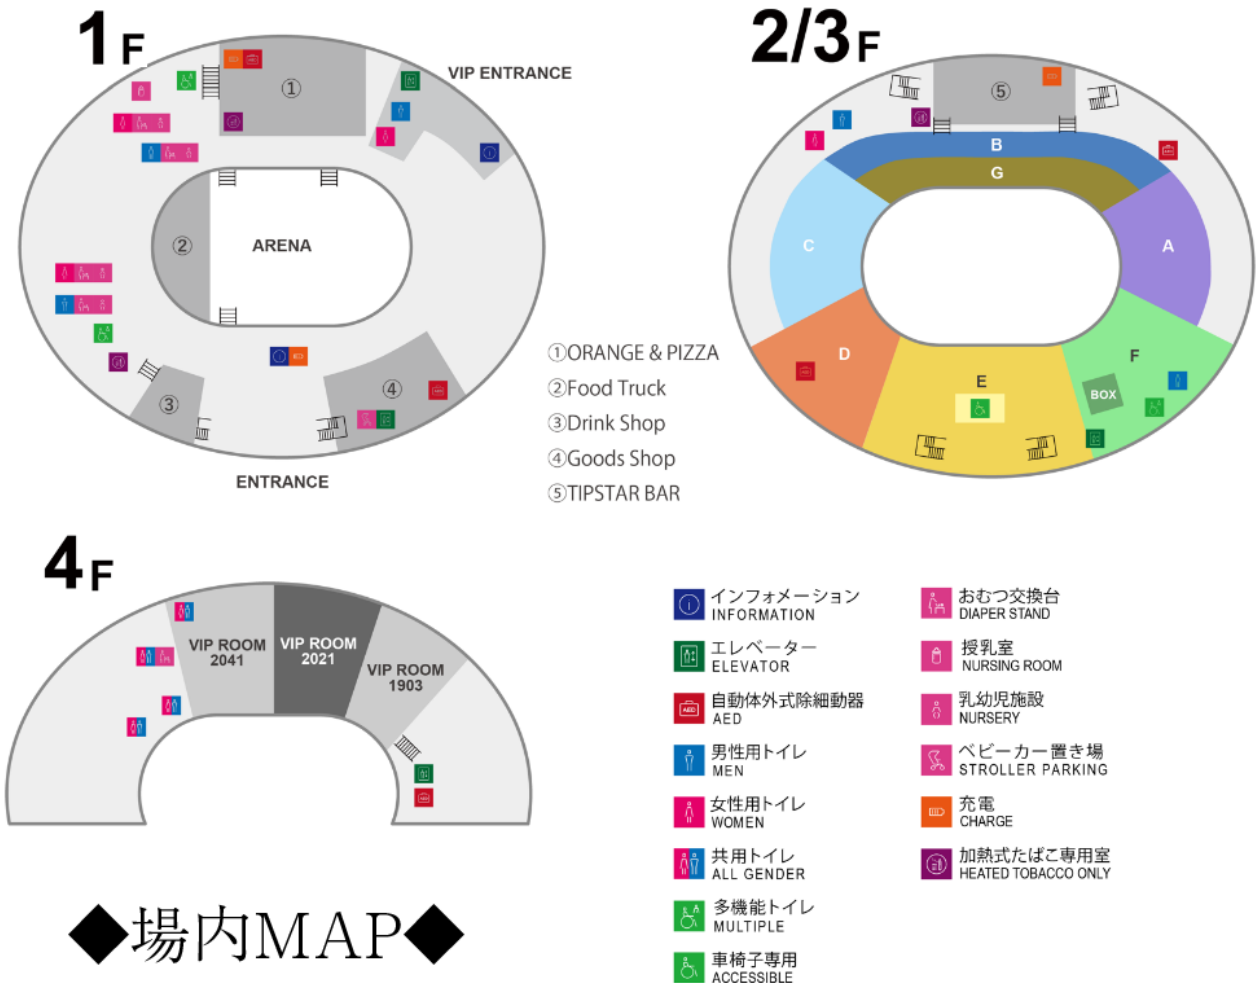 1F
VIP ENTRANCE
①
②
ARENA
③
④
ENTRANCE
2/3F
⑤
B
G
C
A
D
E
F
BOX
①ORANGE & PIZZA
②Food Truck
③Drink Shop
④Goods Shop
⑤TIPSTAR BAR
4F
VIP ROOM
2041
VIP ROOM
2021
VIP ROOM
1903
◆場内MAP◆
インフォメーション
INFORMATION
エレベーター
ELEVATOR
自動体外式除細動器
AED
AED
男性用トイレ
MEN
女性用トイレ
WOMEN
共用トイレ
ALL GENDER
多機能トイレ
MULTIPLE
車椅子専用
ACCESSIBLE
おむつ交換台
DIAPER STAND
授乳室
NURSING ROOM
乳幼児施設
NURSERY
ベビーカー置き場
STROLLER PARKING
充電
CHARGE
加熱式たばこ専用室
HEATED TOBACCO ONLY